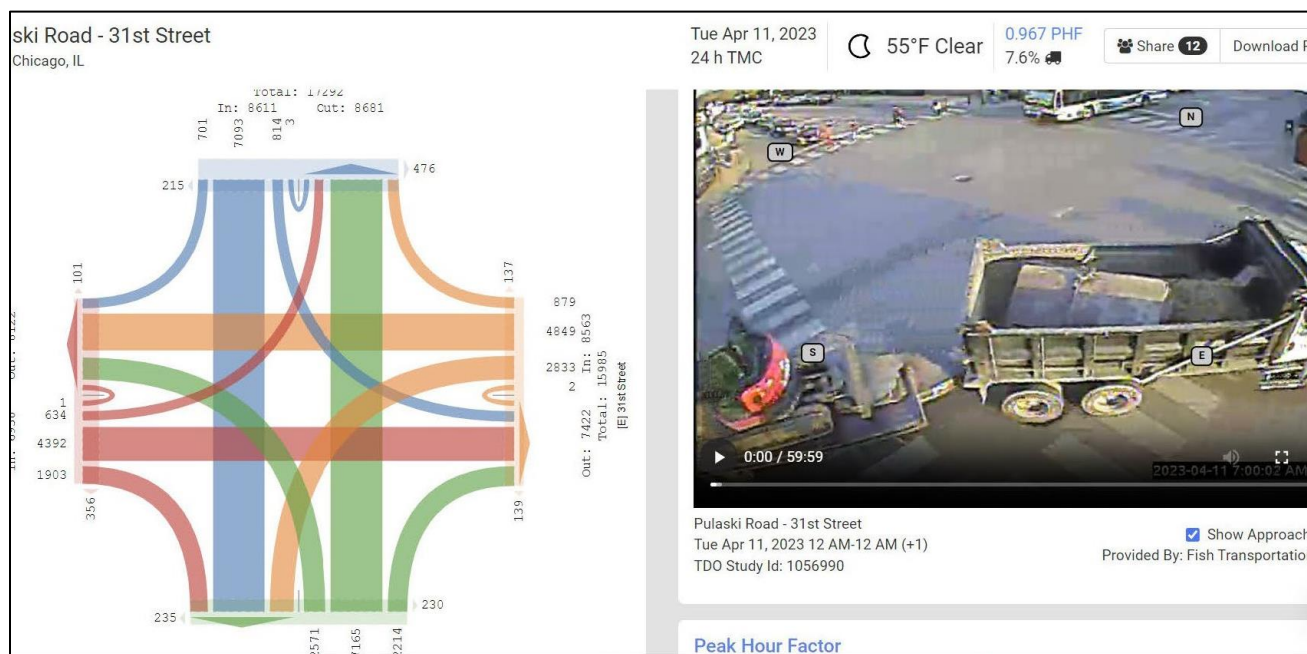 ski Road - 31st Street
Chicago, IL
Tue Apr 11, 2023
24 h TMC
55°F Clear
0.967 PHF
7.6%
Share 12
Download
Total: 17292
In: 8611 Out: 8681
701
7093
814
3
476
215
101
137
879
4849
2833
2
In: 8563
Total: 15985
Out: 7422
[E] 31st Street
1
634
4392
1903
356
139
235
230
2571
7165
2214
N
W
S
E
0:00 / 59:59
2023-04-11 7:00:02 AM
Pulaski Road - 31st Street
Tue Apr 11, 2023 12 AM-12 AM (+1)
TDO Study Id: 1056990
Show Approach
Provided By: Fish Transportatio
Peak Hour Factor